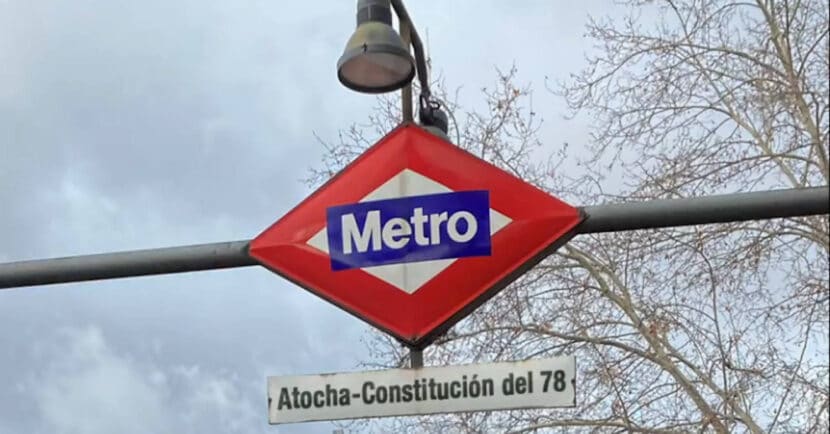 Metro
Atocha-Constitución del 78